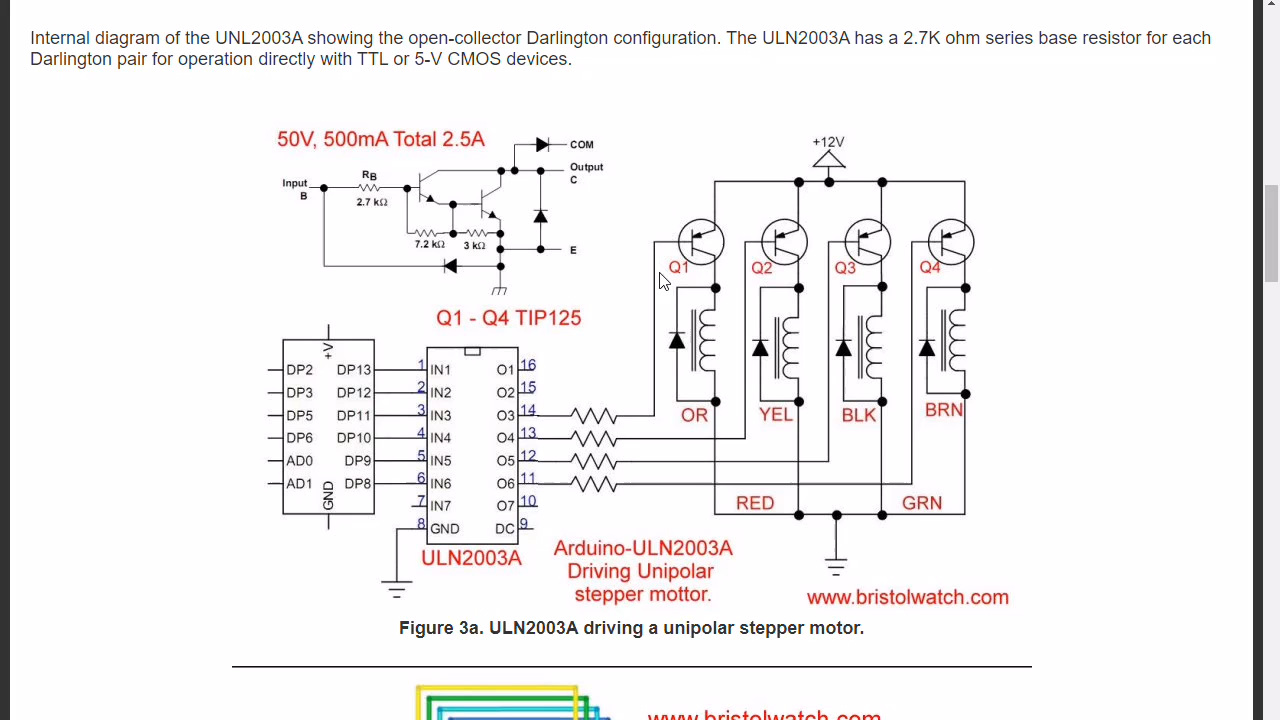 Internal diagram of the UNL2003A showing the open-collector Darlington configuration. The ULN2003A has a 2.7K ohm series base resistor for each
Darlington pair for operation directly with TTL or 5-V CMOS devices.
50V, 500mA Total 2.5A
COM
Output
C
Input
B
RB
2.7 kΩ
7.2 kΩ
3 kΩ
E
+12V
Q1
Q2
Q3
Q4
Q1 - Q4 TIP125
+V
DP2 DP13 1 IN1 O1 16
DP3 DP12 2 IN2 O2 15
DP5 DP11 3 IN3 O3 14
DP6 DP10 4 IN4 O4 13
AD0 DP9 5 IN5 O5 12
AD1 DP8 6 IN6 O6 11
GND
7 IN7 O7 10
8 GND DC 9
OR
YEL
BLK
BRN
RED
GRN
ULN2003A
Arduino-ULN2003A
Driving Unipolar
stepper mottor.
www.bristolwatch.com
Figure 3a. ULN2003A driving a unipolar stepper motor.
www.bristolwatch.com